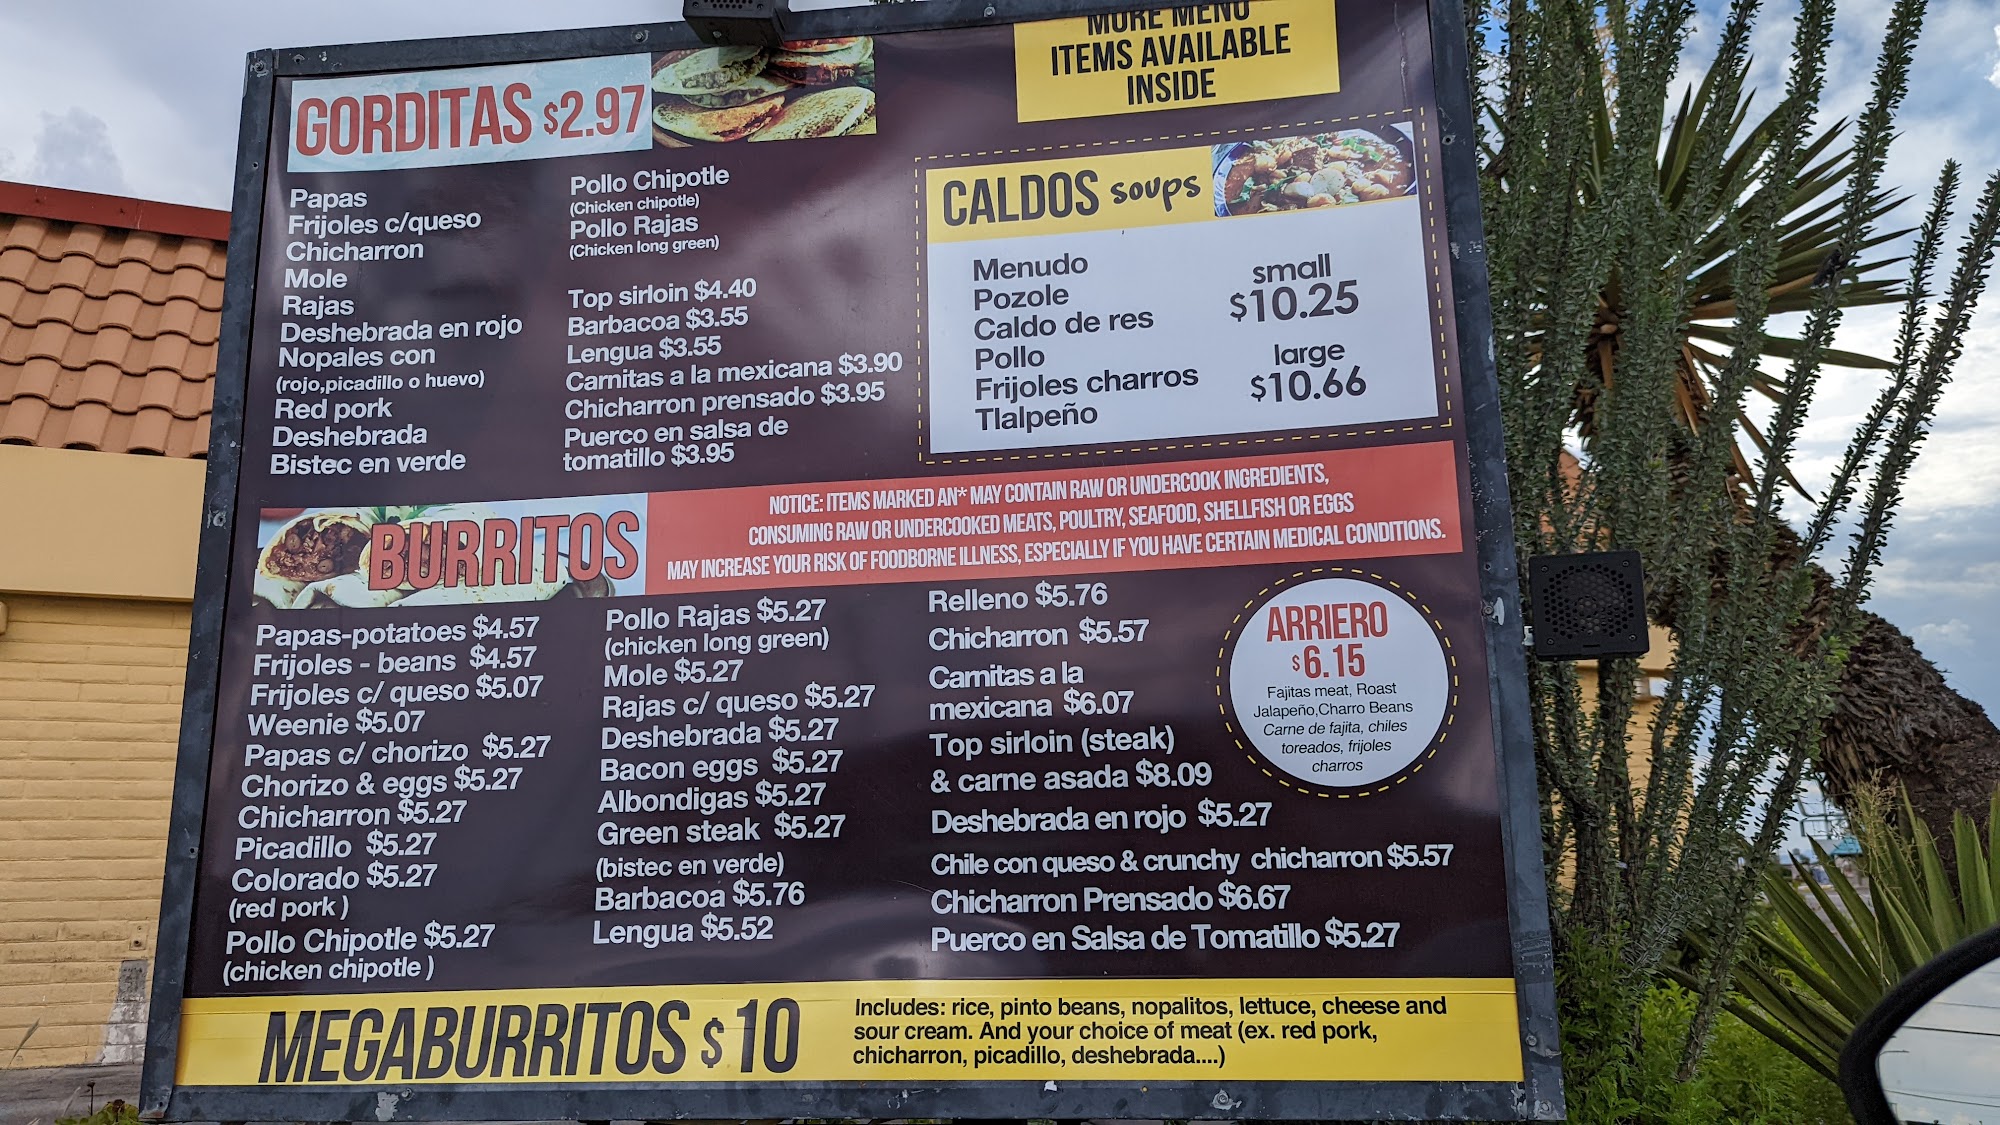 GORDITAS $2.97
Papas
Frijoles c/queso
Chicharron
Mole
Rajas
Deshebrada en rojo
Nopales con
(rojo,picadillo o huevo)
Red pork
Deshebrada
Bistec en verde
Pollo Chipotle
(Chicken chipotle)
Pollo Rajas
(Chicken long green)
Top sirloin $4.40
Barbacoa $3.55
Lengua $3.55
Carnitas a la mexicana $3.90
Chicharron prensado $3.95
Puerco en salsa de
tomatillo $3.95
MORE MENU
ITEMS AVAILABLE
INSIDE
CALDOS soups
Menudo
Pozole
Caldo de res
Pollo
Frijoles charros
Tlalpeño
small
$10.25
large
$10.66
NOTICE: ITEMS MARKED AN* MAY CONTAIN RAW OR UNDERCOOK INGREDIENTS,
CONSUMING RAW OR UNDERCOOKED MEATS, POULTRY, SEAFOOD, SHELLFISH OR EGGS
MAY INCREASE YOUR RISK OF FOODBORNE ILLNESS, ESPECIALLY IF YOU HAVE CERTAIN MEDICAL CONDITIONS.
BURRITOS
Papas-potatoes $4.57
Frijoles - beans $4.57
Frijoles c/ queso $5.07
Weenie $5.07
Papas c/ chorizo $5.27
Chorizo & eggs $5.27
Chicharron $5.27
Picadillo $5.27
Colorado $5.27
(red pork )
Pollo Chipotle $5.27
(chicken chipotle )
Pollo Rajas $5.27
(chicken long green)
Mole $5.27
Rajas c/ queso $5.27
Deshebrada $5.27
Bacon eggs $5.27
Albondigas $5.27
Green steak $5.27
(bistec en verde)
Barbacoa $5.76
Lengua $5.52
Relleno $5.76
Chicharron $5.57
Carnitas a la
mexicana $6.07
Top sirloin (steak)
& carne asada $8.09
Deshebrada en rojo $5.27
Chile con queso & crunchy chicharron $5.57
Chicharron Prensado $6.67
Puerco en Salsa de Tomatillo $5.27
ARRIERO
$6.15
Fajitas meat, Roast
Jalapeño,Charro Beans
Carne de fajita, chiles
toreados, frijoles
charros
MEGABURRITOS $10
Includes: rice, pinto beans, nopalitos, lettuce, cheese and
sour cream. And your choice of meat (ex. red pork,
chicharron, picadillo, deshebrada....)